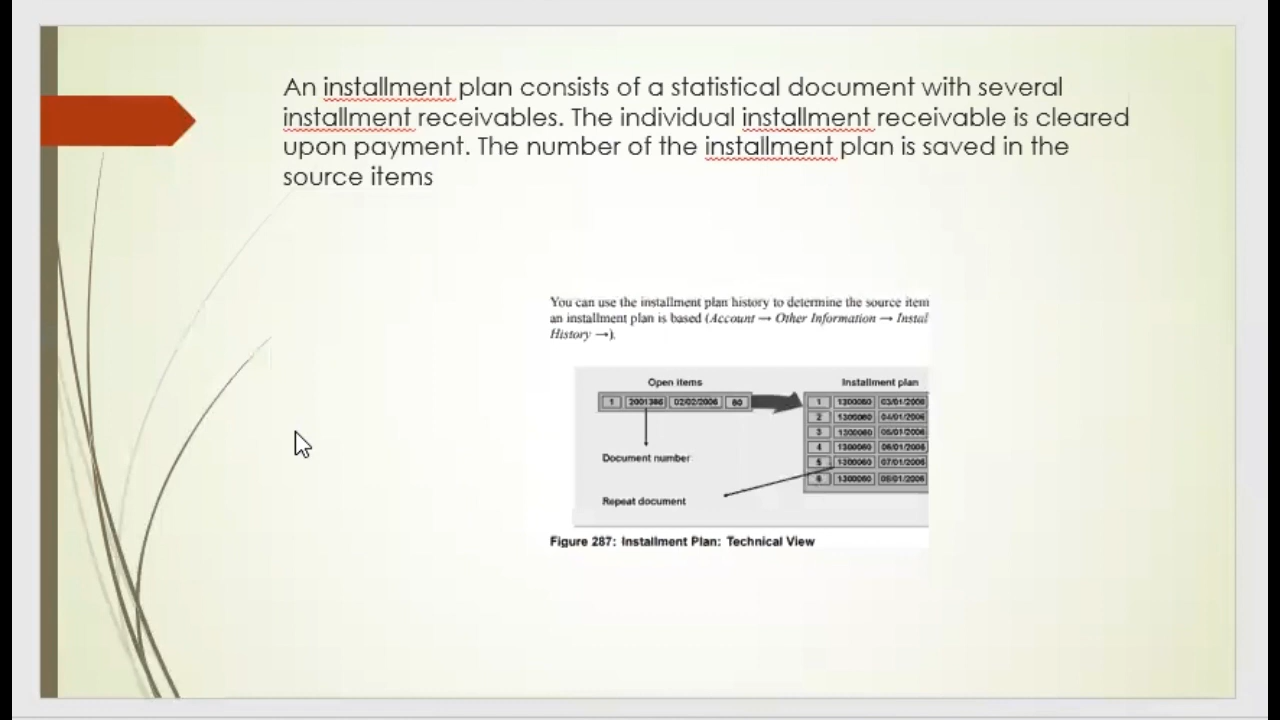 An installment plan consists of a statistical document with several
installment receivables. The individual installment receivable is cleared
upon payment. The number of the installment plan is saved in the
source items
You can use the installment plan history to determine the source item
an installment plan is based (Account → Other Information → Instal
History →).
Open items
Installment plan
1 2001386 02/02/2006 60
1 1300060 03/01/2006
2 1300060 04/01/2006
3 1300060 05/01/2006
4 1300060 06/01/2006
5 1300060 07/01/2006
6 1300060 08/01/2006
Document number
Repeat document
Figure 287: Installment Plan: Technical View